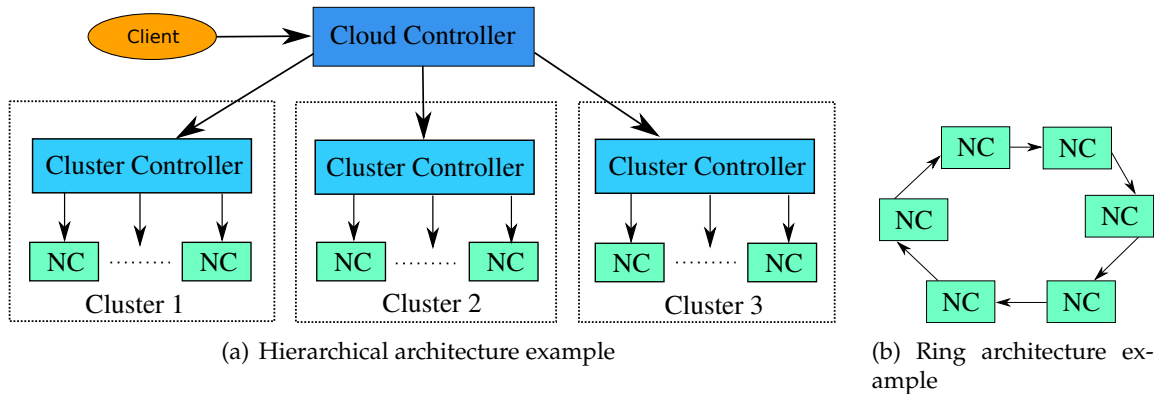 Client
Cloud Controller
Cluster Controller
Cluster Controller
Cluster Controller
NC ........ NC
NC ........ NC
NC ........ NC
Cluster 1
Cluster 2
Cluster 3
(a) Hierarchical architecture example
NC
NC
NC
NC
NC
NC
(b) Ring architecture ex-
ample